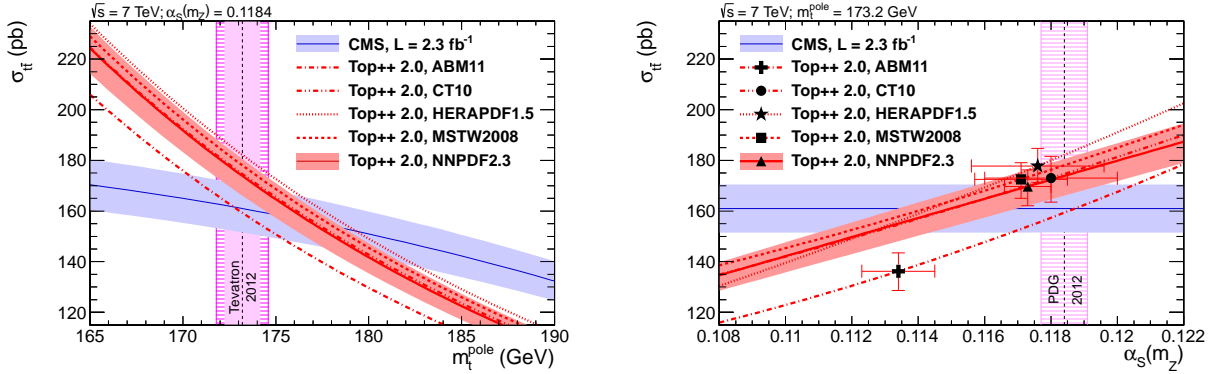 √s = 7 TeV; αS(mZ) = 0.1184
σtt̄ (pb)
220
200
180
160
140
120
CMS, L = 2.3 fb⁻¹
Top++ 2.0, ABM11
Top++ 2.0, CT10
Top++ 2.0, HERAPDF1.5
Top++ 2.0, MSTW2008
Top++ 2.0, NNPDF2.3
Tevatron
2012
165 170 175 180 185 190
mt^pole (GeV)
√s = 7 TeV; mt^pole = 173.2 GeV
σtt̄ (pb)
220
200
180
160
140
120
CMS, L = 2.3 fb⁻¹
Top++ 2.0, ABM11
Top++ 2.0, CT10
Top++ 2.0, HERAPDF1.5
Top++ 2.0, MSTW2008
Top++ 2.0, NNPDF2.3
PDG
2012
0.108 0.11 0.112 0.114 0.116 0.118 0.12 0.122
αS(mZ)